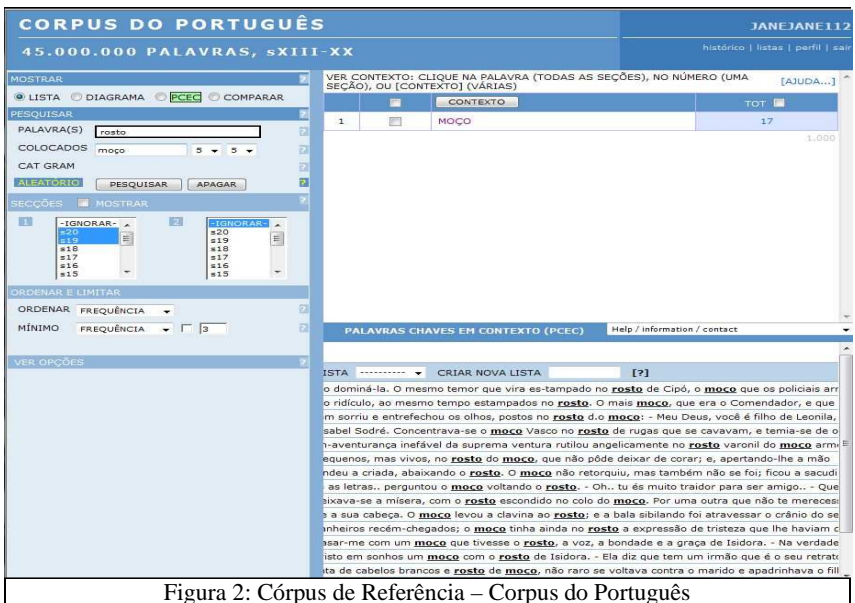 CORPUS DO PORTUGUÊS
45.000.000 PALAVRAS, sXIII-XX
JANEJANE112
histórico | listas | perfil | sair
MOSTRAR ?
LISTA DIAGRAMA PCEC COMPARAR
PESQUISAR ?
PALAVRA(S) rosto ?
COLOCADOS moço 5 5 ?
CAT GRAM ?
ALEATÓRIO PESQUISAR APAGAR ?
SECÇÕES MOSTRAR ?
1 -IGNORAR- s20 s19 s18 s17 s16 s15
2 -IGNORAR- s20 s19 s18 s17 s16 s15
ORDENAR E LIMITAR
ORDENAR FREQUÊNCIA ?
MÍNIMO FREQUÊNCIA 3 ?
VER OPÇÕES ?
VER CONTEXTO: CLIQUE NA PALAVRA (TODAS AS SEÇÕES), NO NÚMERO (UMA
SEÇÃO), OU [CONTEXTO] (VÁRIAS)
[AJUDA...]
CONTEXTO TOT
1 MOÇO 17
1.000
PALAVRAS CHAVES EM CONTEXTO (PCEC) Help / information / contact
ISTA ---------- CRIAR NOVA LISTA [?]
o dominá-la. O mesmo temor que vira es-tampado no rosto de Cipó, o moço que os policiais arr
o ridículo, ao mesmo tempo estampados no rosto. O mais moço, que era o Comendador, e que
m sorriu e entrefechou os olhos, postos no rosto d.o moço: - Meu Deus, você é filho de Leonila,
sabel Sodré. Concentrava-se o moço Vasco no rosto de rugas que se cavavam, e temia-se de o
n-aventurança inefável da suprema ventura rutilou angelicamente no rosto varonil do moço arm
equenos, mas vivos, no rosto do moço, que não pôde deixar de corar; e, apertando-lhe a mão
ndeu a criada, abaixando o rosto. O moço não retorquiu, mas também não se foi; ficou a sacudi
as letras.. perguntou o moço voltando o rosto. - Oh.. tu és muito traidor para ser amigo.. - Que
eixava-se a mísera, com o rosto escondido no colo do moço. Por uma outra que não te mereces
e a sua cabeça. O moço levou a clavina ao rosto; e a bala sibilando foi atravessar o crânio do se
nheiros recém-chegados; o moço tinha ainda no rosto a expressão de tristeza que lhe haviam c
asar-me com um moço que tivesse o rosto, a voz, a bondade e a graça de Isidora. - Na verdade
isto em sonhos um moço com o rosto de Isidora. - Ela diz que tem um irmão que é o seu retrato
ta de cabelos brancos e rosto de moço, não raro se voltava contra o marido e apadrinhava o fill
Figura 2: Córpus de Referência – Corpus do Português